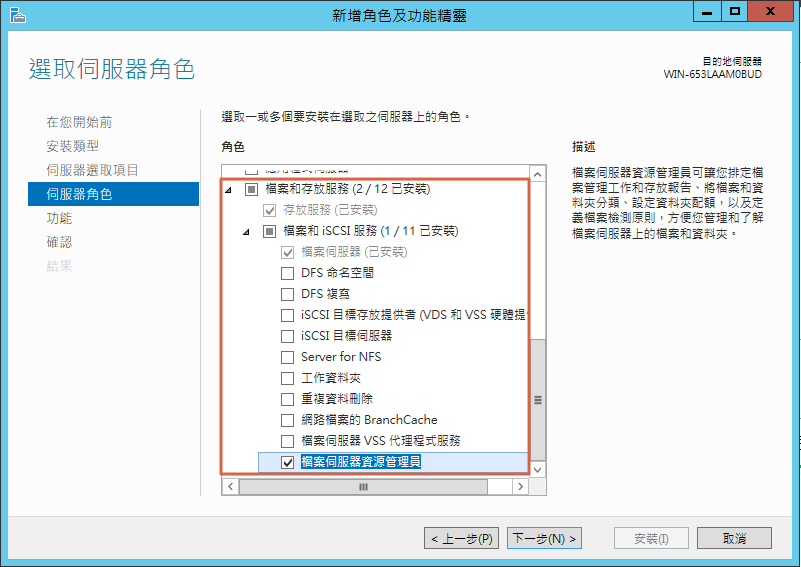 新增角色及功能精靈
選取伺服器角色
目的地伺服器
WIN-653LAAM0BUD
在您開始前
安裝類型
伺服器選取項目
伺服器角色
功能
確認
結果
選取一或多個要安裝在選取之伺服器上的角色。
角色
檔案和存放服務 (2 / 12 已安裝)
存放服務 (已安裝)
檔案和 iSCSI 服務 (1 / 11 已安裝)
檔案伺服器 (已安裝)
DFS 命名空間
DFS 複寫
iSCSI 目標存放提供者 (VDS 和 VSS 硬體提
iSCSI 目標伺服器
Server for NFS
工作資料夾
重複資料刪除
網路檔案的 BranchCache
檔案伺服器 VSS 代理程式服務
檔案伺服器資源管理員
描述
檔案伺服器資源管理員可讓您排定檔
案管理工作和存放報告、將檔案和資
料夾分類、設定資料夾配額，以及定
義檔案檢測原則，方便您管理和了解
檔案伺服器上的檔案和資料夾。
< 上一步(P)
下一步(N) >
安裝(I)
取消